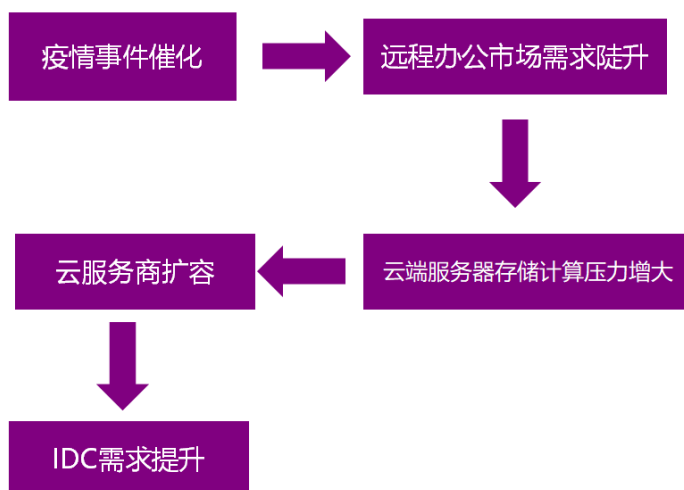 疫情事件催化
远程办公市场需求陡升
云端服务器存储计算压力增大
云服务商扩容
IDC需求提升